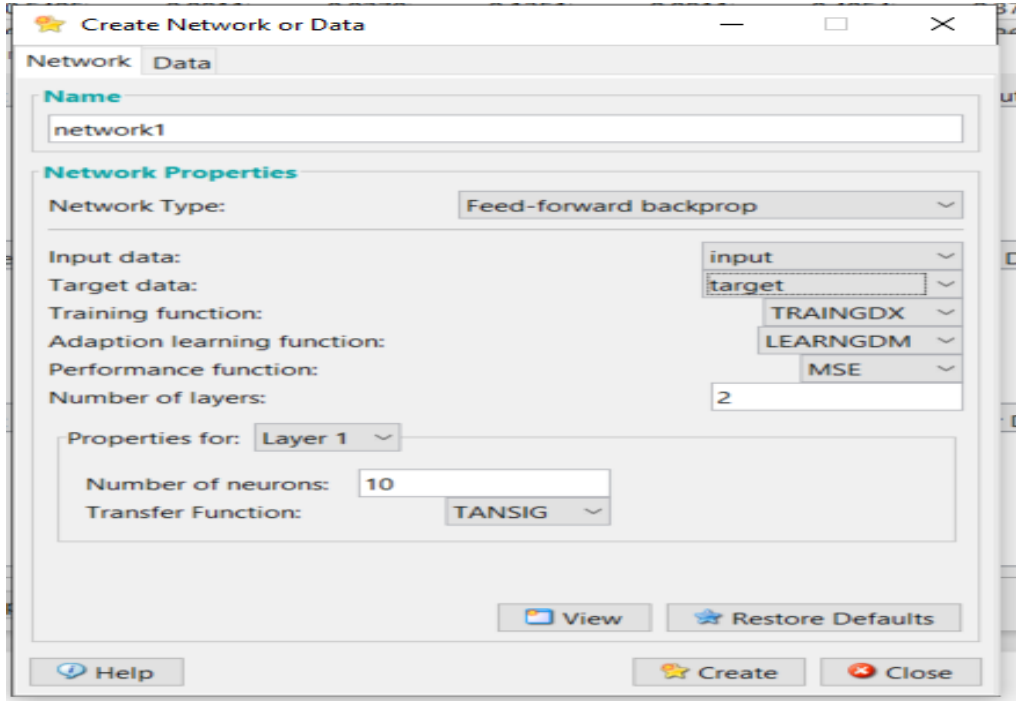 Create Network or Data
Network Data
Name
network1
Network Properties
Network Type: Feed-forward backprop
Input data: input
Target data: target
Training function: TRAINGDX
Adaption learning function: LEARNGDM
Performance function: MSE
Number of layers: 2
Properties for: Layer 1
Number of neurons: 10
Transfer Function: TANSIG
View Restore Defaults
Help Create Close